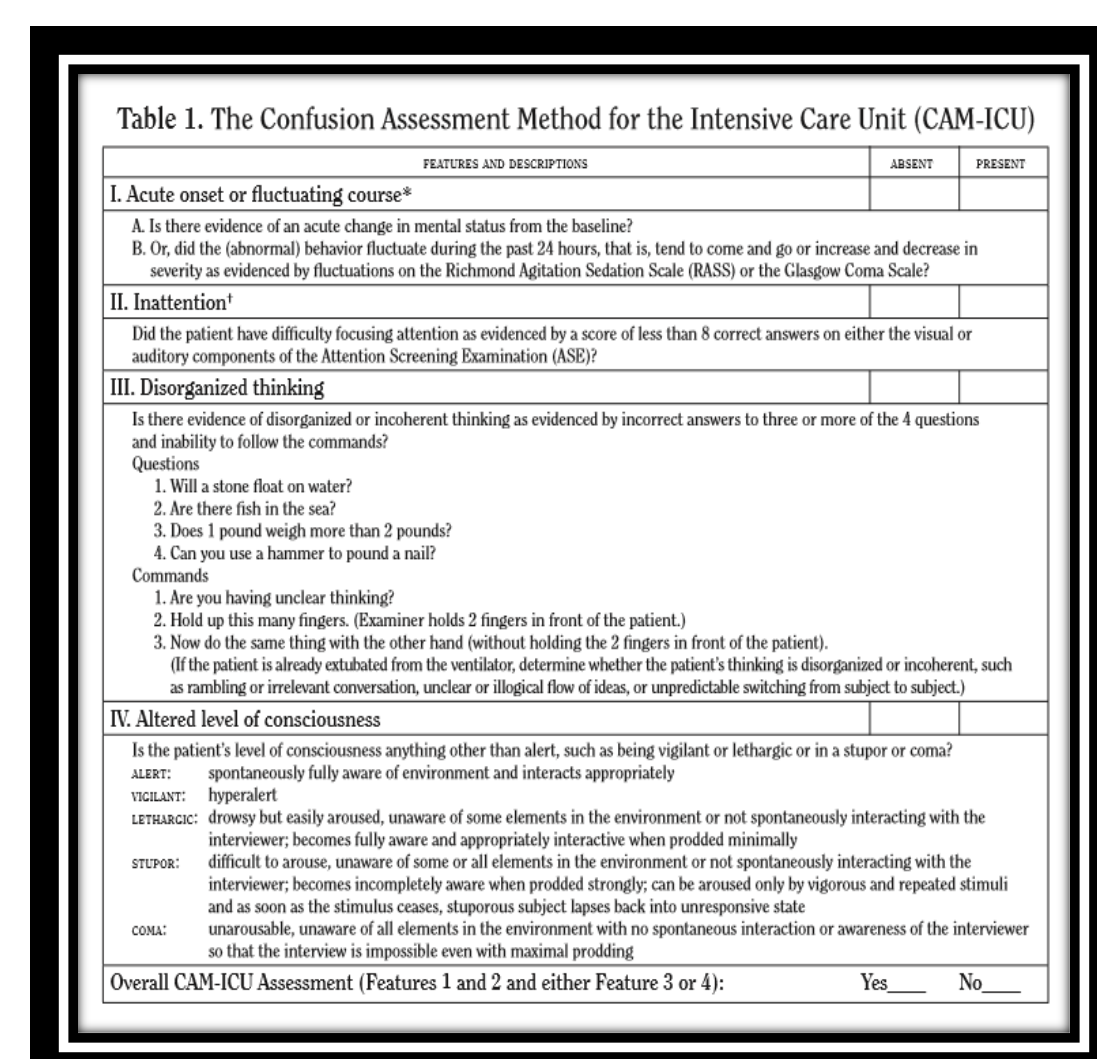 Table 1. The Confusion Assessment Method for the Intensive Care Unit (CAM-ICU)
FEATURES AND DESCRIPTIONS ABSENT PRESENT
I. Acute onset or fluctuating course*
A. Is there evidence of an acute change in mental status from the baseline?
B. Or, did the (abnormal) behavior fluctuate during the past 24 hours, that is, tend to come and go or increase and decrease in
severity as evidenced by fluctuations on the Richmond Agitation Sedation Scale (RASS) or the Glasgow Coma Scale?
II. Inattention†
Did the patient have difficulty focusing attention as evidenced by a score of less than 8 correct answers on either the visual or
auditory components of the Attention Screening Examination (ASE)?
III. Disorganized thinking
Is there evidence of disorganized or incoherent thinking as evidenced by incorrect answers to three or more of the 4 questions
and inability to follow the commands?
Questions
1. Will a stone float on water?
2. Are there fish in the sea?
3. Does 1 pound weigh more than 2 pounds?
4. Can you use a hammer to pound a nail?
Commands
1. Are you having unclear thinking?
2. Hold up this many fingers. (Examiner holds 2 fingers in front of the patient.)
3. Now do the same thing with the other hand (without holding the 2 fingers in front of the patient).
(If the patient is already extubated from the ventilator, determine whether the patient's thinking is disorganized or incoherent, such
as rambling or irrelevant conversation, unclear or illogical flow of ideas, or unpredictable switching from subject to subject.)
IV. Altered level of consciousness
Is the patient's level of consciousness anything other than alert, such as being vigilant or lethargic or in a stupor or coma?
ALERT: spontaneously fully aware of environment and interacts appropriately
VIGILANT: hyperalert
LETHARGIC: drowsy but easily aroused, unaware of some elements in the environment or not spontaneously interacting with the
interviewer; becomes fully aware and appropriately interactive when prodded minimally
STUPOR: difficult to arouse, unaware of some or all elements in the environment or not spontaneously interacting with the
interviewer; becomes incompletely aware when prodded strongly; can be aroused only by vigorous and repeated stimuli
and as soon as the stimulus ceases, stuporous subject lapses back into unresponsive state
COMA: unarousable, unaware of all elements in the environment with no spontaneous interaction or awareness of the interviewer
so that the interview is impossible even with maximal prodding
Overall CAM-ICU Assessment (Features 1 and 2 and either Feature 3 or 4): Yes____ No____